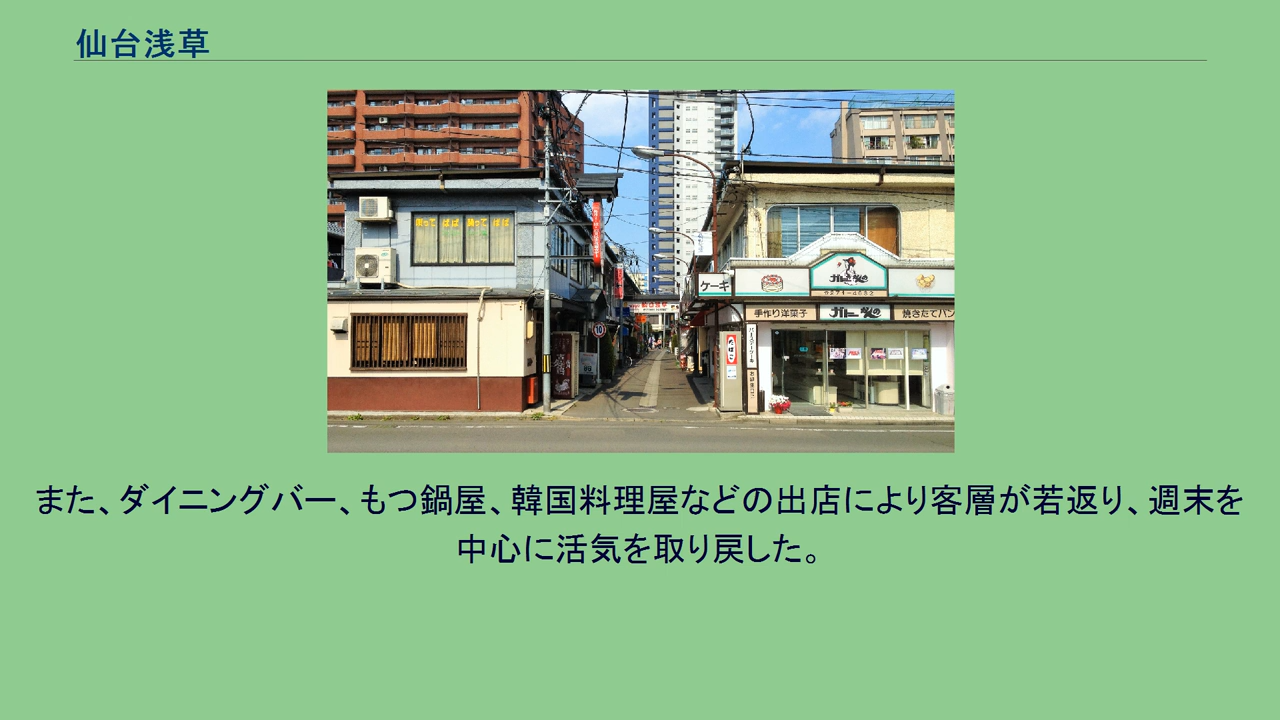 仙台浅草
ケーキ
手作り洋菓子
焼きたてパン
たばこ
また、ダイニングバー、もつ鍋屋、韓国料理屋などの出店により客層が若返り、週末を
中心に活気を取り戻した。